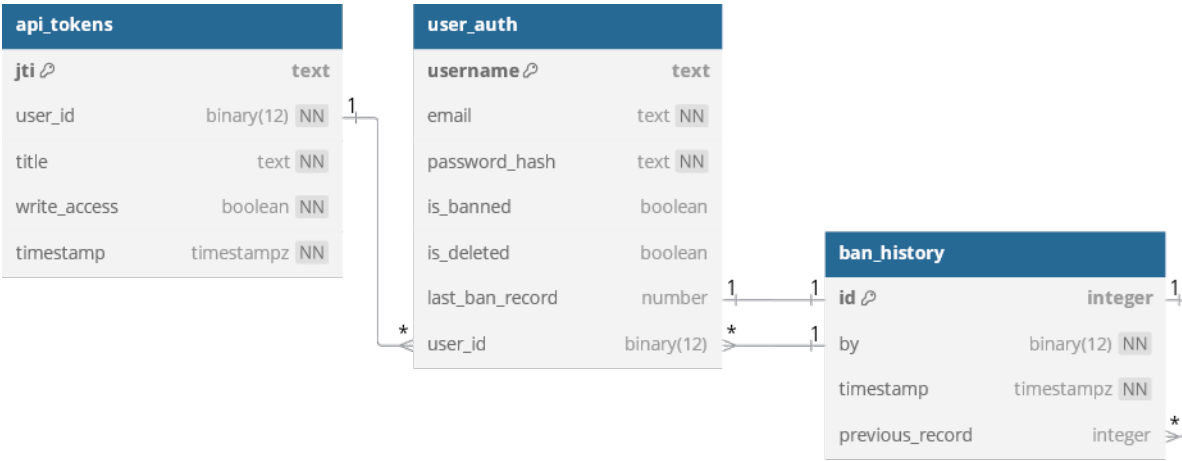 api_tokens
jti text
user_id binary(12) NN
title text NN
write_access boolean NN
timestamp timestampz NN
1
*
user_auth
username text
email text NN
password_hash text NN
is_banned boolean
is_deleted boolean
last_ban_record number
user_id binary(12)
1 1
* 1
ban_history
id integer
by binary(12) NN
timestamp timestampz NN
previous_record integer
1
*